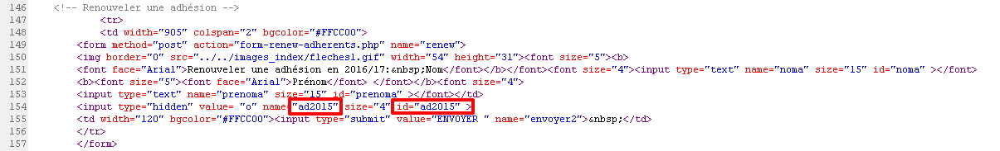 146 <!-- Renouveler une adhésion -->
147 <tr>
148 <td width="905" colspan="2" bgcolor="#FFCC00">
149 <form method="post" action="form-renew-adherents.php" name="renew">
150 <img border="0" src="../../images_index/flechesl.gif" width="54" height="31"><font size="5"><b>
151 <font face="Arial">Renouveler une adhésion en 2016/17:&nbsp;Nom</font></b></font><font size="4"><input type="text" name="noma" size="15" id="noma" ></font>
152 <b><font size="5"><font face="Arial">Prénom</font> </font></b><font size="4">
153 <input type="text" name="prenoma" size="15" id="prenoma" ></font></td>
154 <input type="hidden" value= "o" name="ad2015" size="4" id="ad2015" >
155 <td width="120" bgcolor="#FFCC00"><input type="submit" value="ENVOYER " name="envoyer2">&nbsp;</td>
156 </tr>
157 </form>